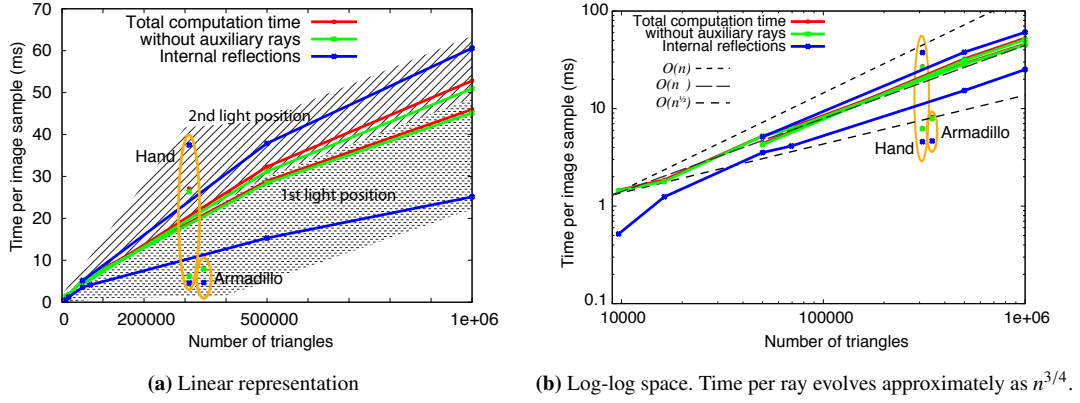 Total computation time
without auxiliary rays
Internal reflections
Time per image sample (ms)
70
60
50
40
30
20
10
0
2nd light position
Hand
1st light position
Armadillo
0
200000
500000
1e+06
Number of triangles
(a) Linear representation
Total computation time
without auxiliary rays
Internal reflections
O(n)
O(n )
O(n½)
Time per image sample (ms)
100
10
1
0.1
Armadillo
Hand
10000
100000
1e+06
Number of triangles
(b) Log-log space. Time per ray evolves approximately as n^{3/4}.